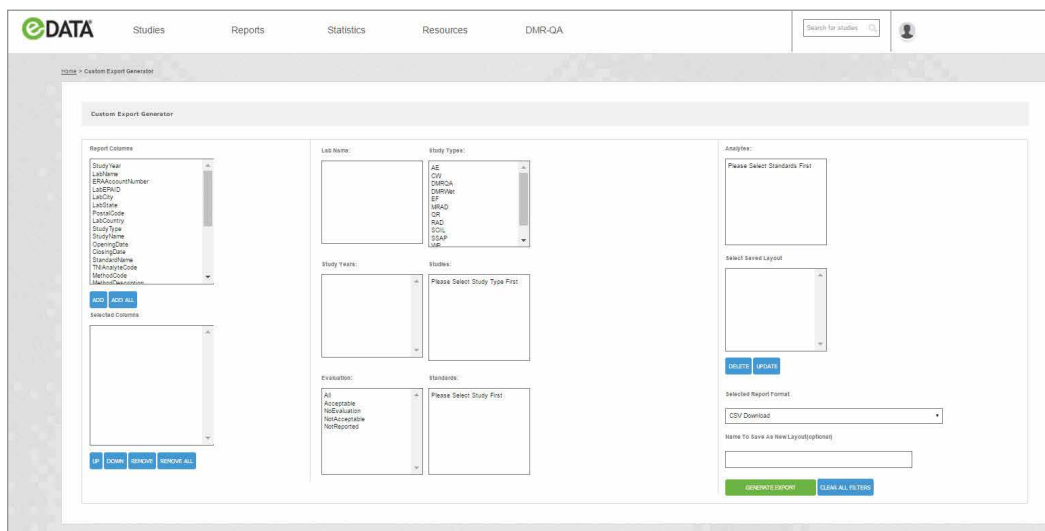 eDATA
Studies
Reports
Statistics
Resources
DMR-QA
Search for studies
Home > Custom Export Generator
Custom Export Generator
Report Columns
StudyYear
LabName
ERAAccountNumber
LabEPAID
LabCity
LabState
PostalCode
LabCountry
StudyType
StudyName
OpeningDate
ClosingDate
StandardName
TNIAnalyteCode
MethodCode
MethodDescription
ADD
ADD ALL
Selected Columns
UP
DOWN
REMOVE
REMOVE ALL
Lab Name:
Study Types:
AE
CW
DMRQA
DMRWet
EF
MRAD
QR
RAD
SOIL
SSAP
WP
Study Years:
Studies:
Please Select Study Type First
Evaluation:
All
Acceptable
NoEvaluation
NotAcceptable
NotReported
Standards:
Please Select Study First
Analytes:
Please Select Standards First
Select Saved Layout
DELETE
UPDATE
Selected Report Format
CSV Download
Name To Save As New Layout(optional)
GENERATE EXPORT
CLEAR ALL FILTERS